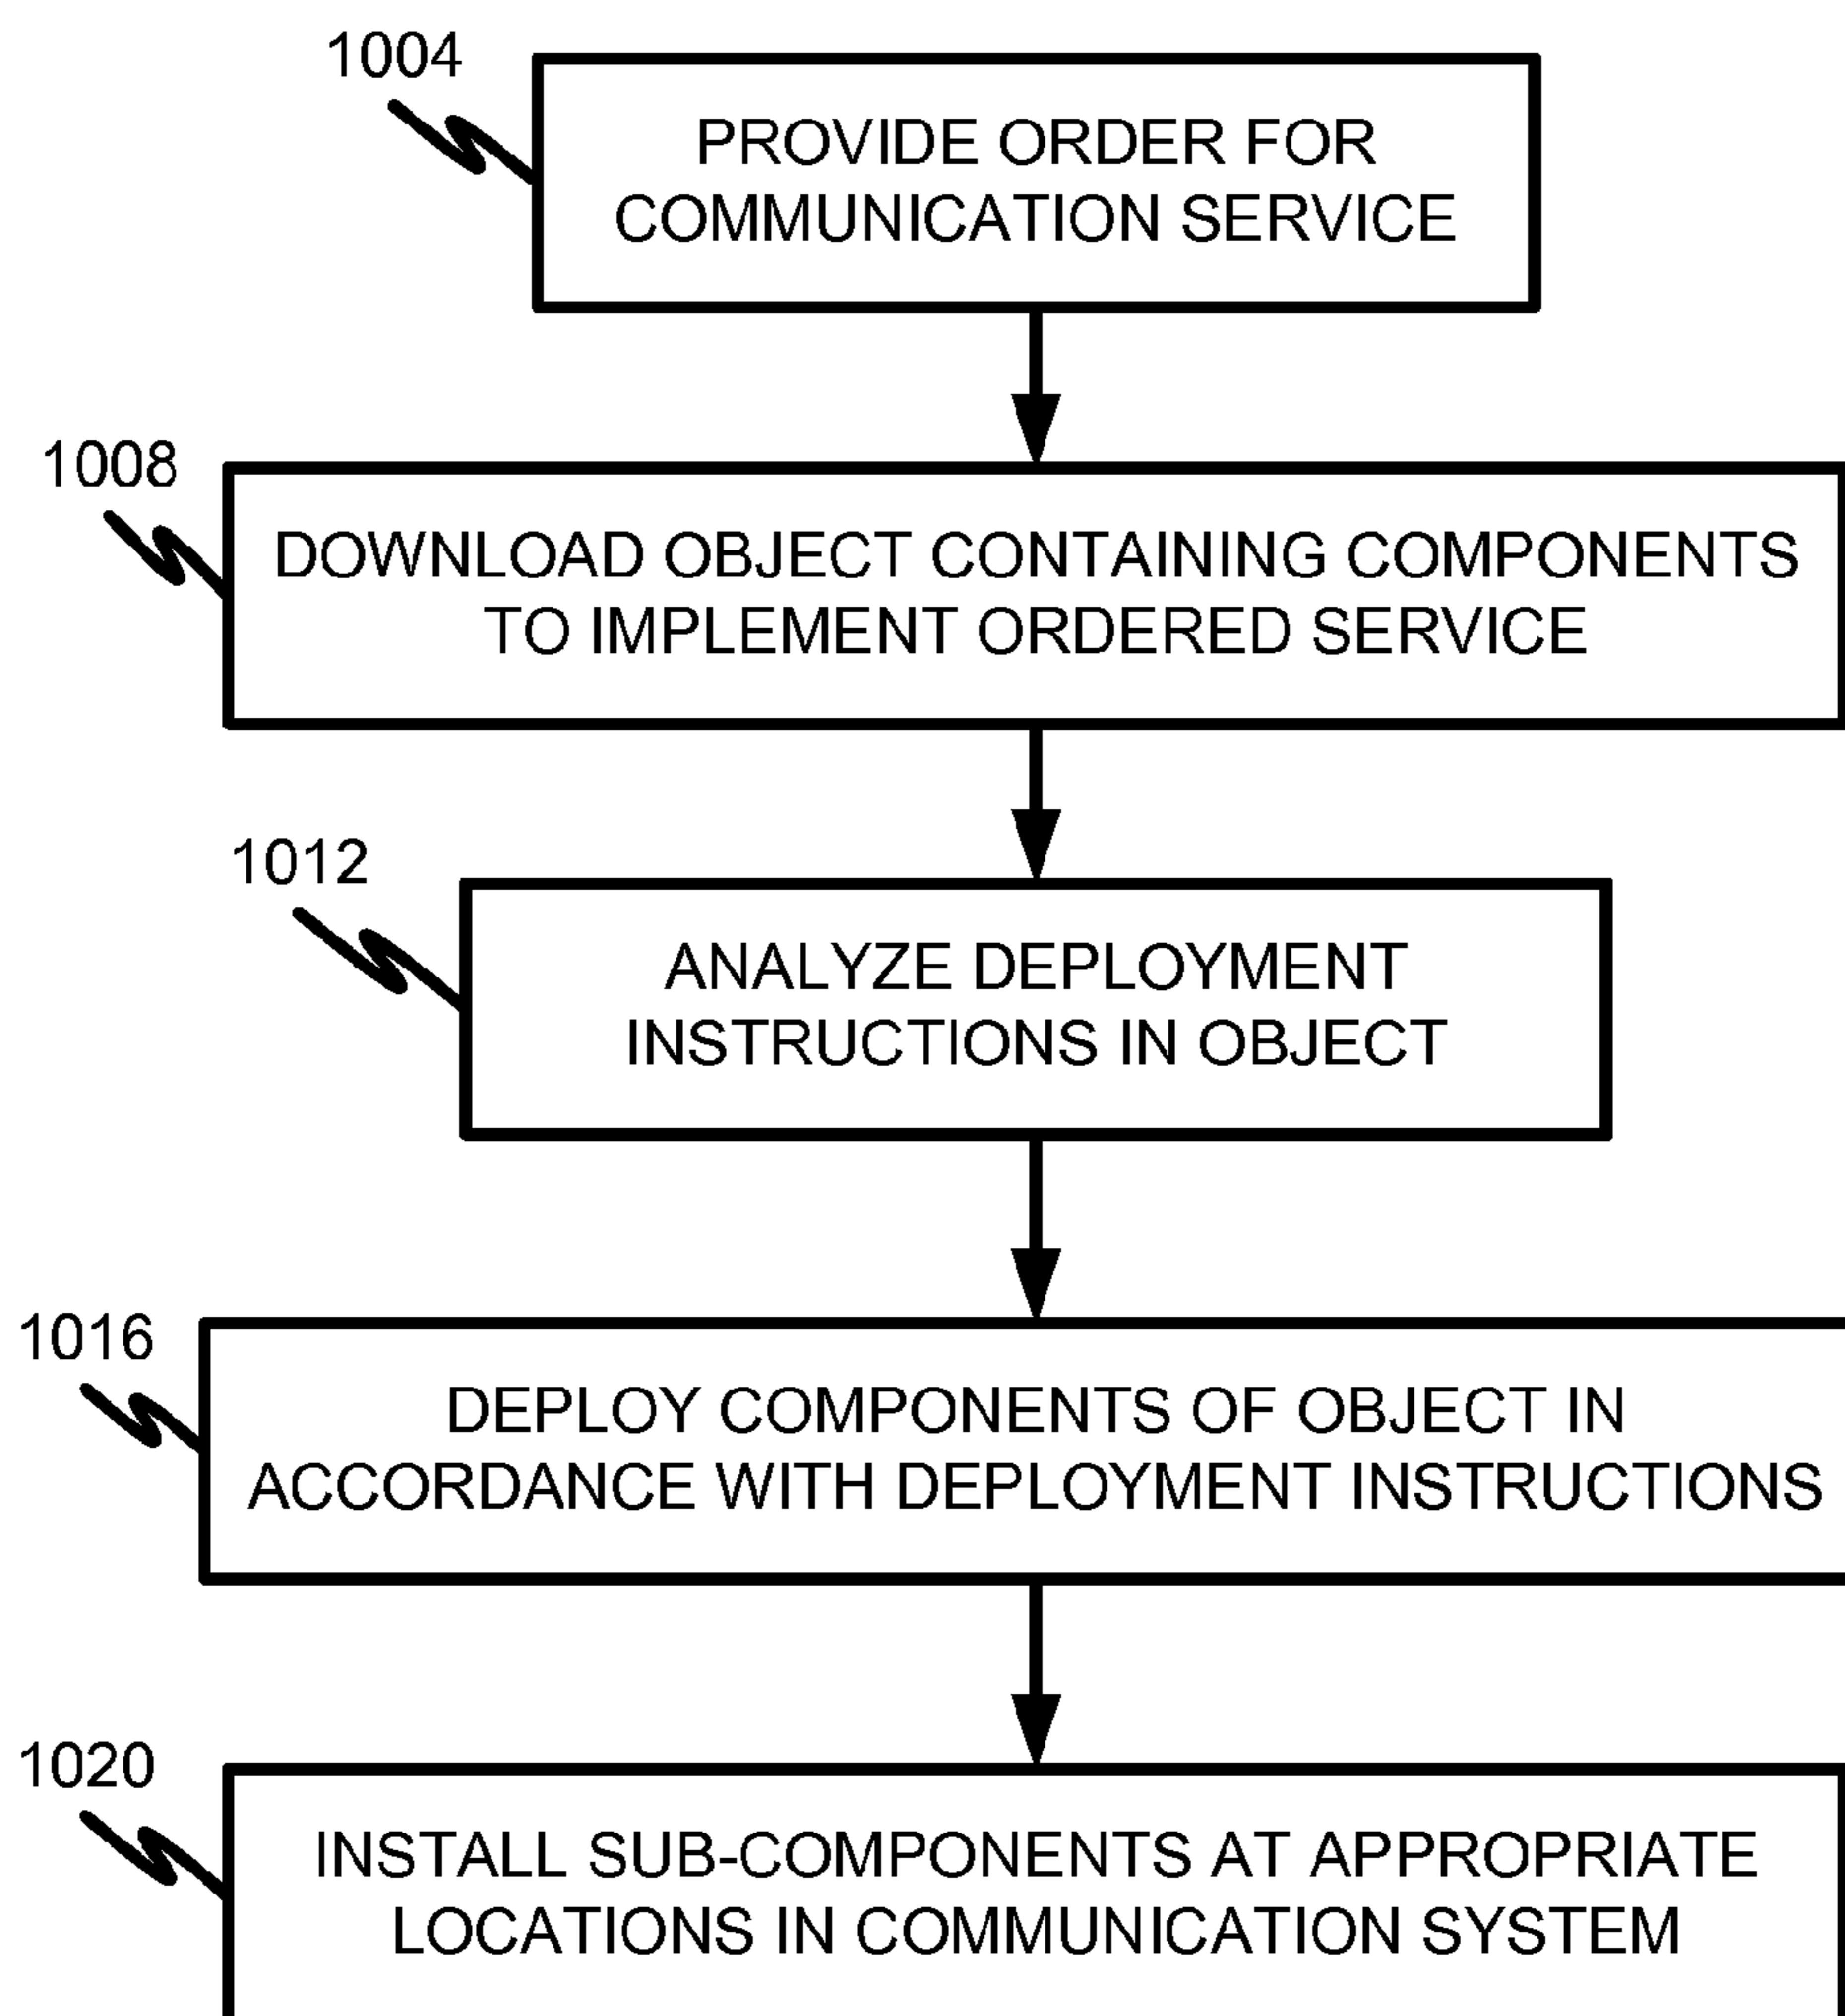 1004
PROVIDE ORDER FOR
COMMUNICATION SERVICE
1008
DOWNLOAD OBJECT CONTAINING COMPONENTS
TO IMPLEMENT ORDERED SERVICE
1012
ANALYZE DEPLOYMENT
INSTRUCTIONS IN OBJECT
1016
DEPLOY COMPONENTS OF OBJECT IN
ACCORDANCE WITH DEPLOYMENT INSTRUCTIONS
1020
INSTALL SUB-COMPONENTS AT APPROPRIATE
LOCATIONS IN COMMUNICATION SYSTEM